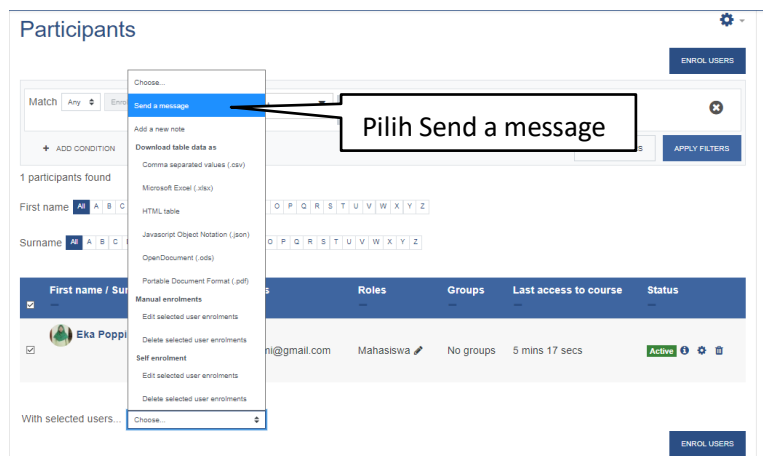 Participants
ENROL USERS
Choose...
Match Any
Send a message
Pilih Send a message
Add a new note
+ ADD CONDITION
APPLY FILTERS
Download table data as
Comma separated values (.csv)
1 participants found
Microsoft Excel (.xlsx)
First name All A B C O P Q R S T U V W X Y Z
HTML table
Javascript Object Notation (.json)
Surname All A B C O P Q R S T U V W X Y Z
OpenDocument (.ods)
Portable Document Format (.pdf)
First name / Sur Roles Groups Last access to course Status
Manual enrolments
Edit selected user enrolments
Eka Poppi
Delete selected user enrolments
mi@gmail.com Mahasiswa No groups 5 mins 17 secs Active
Self enrolment
Edit selected user enrolments
Delete selected user enrolments
With selected users... Choose...
ENROL USERS